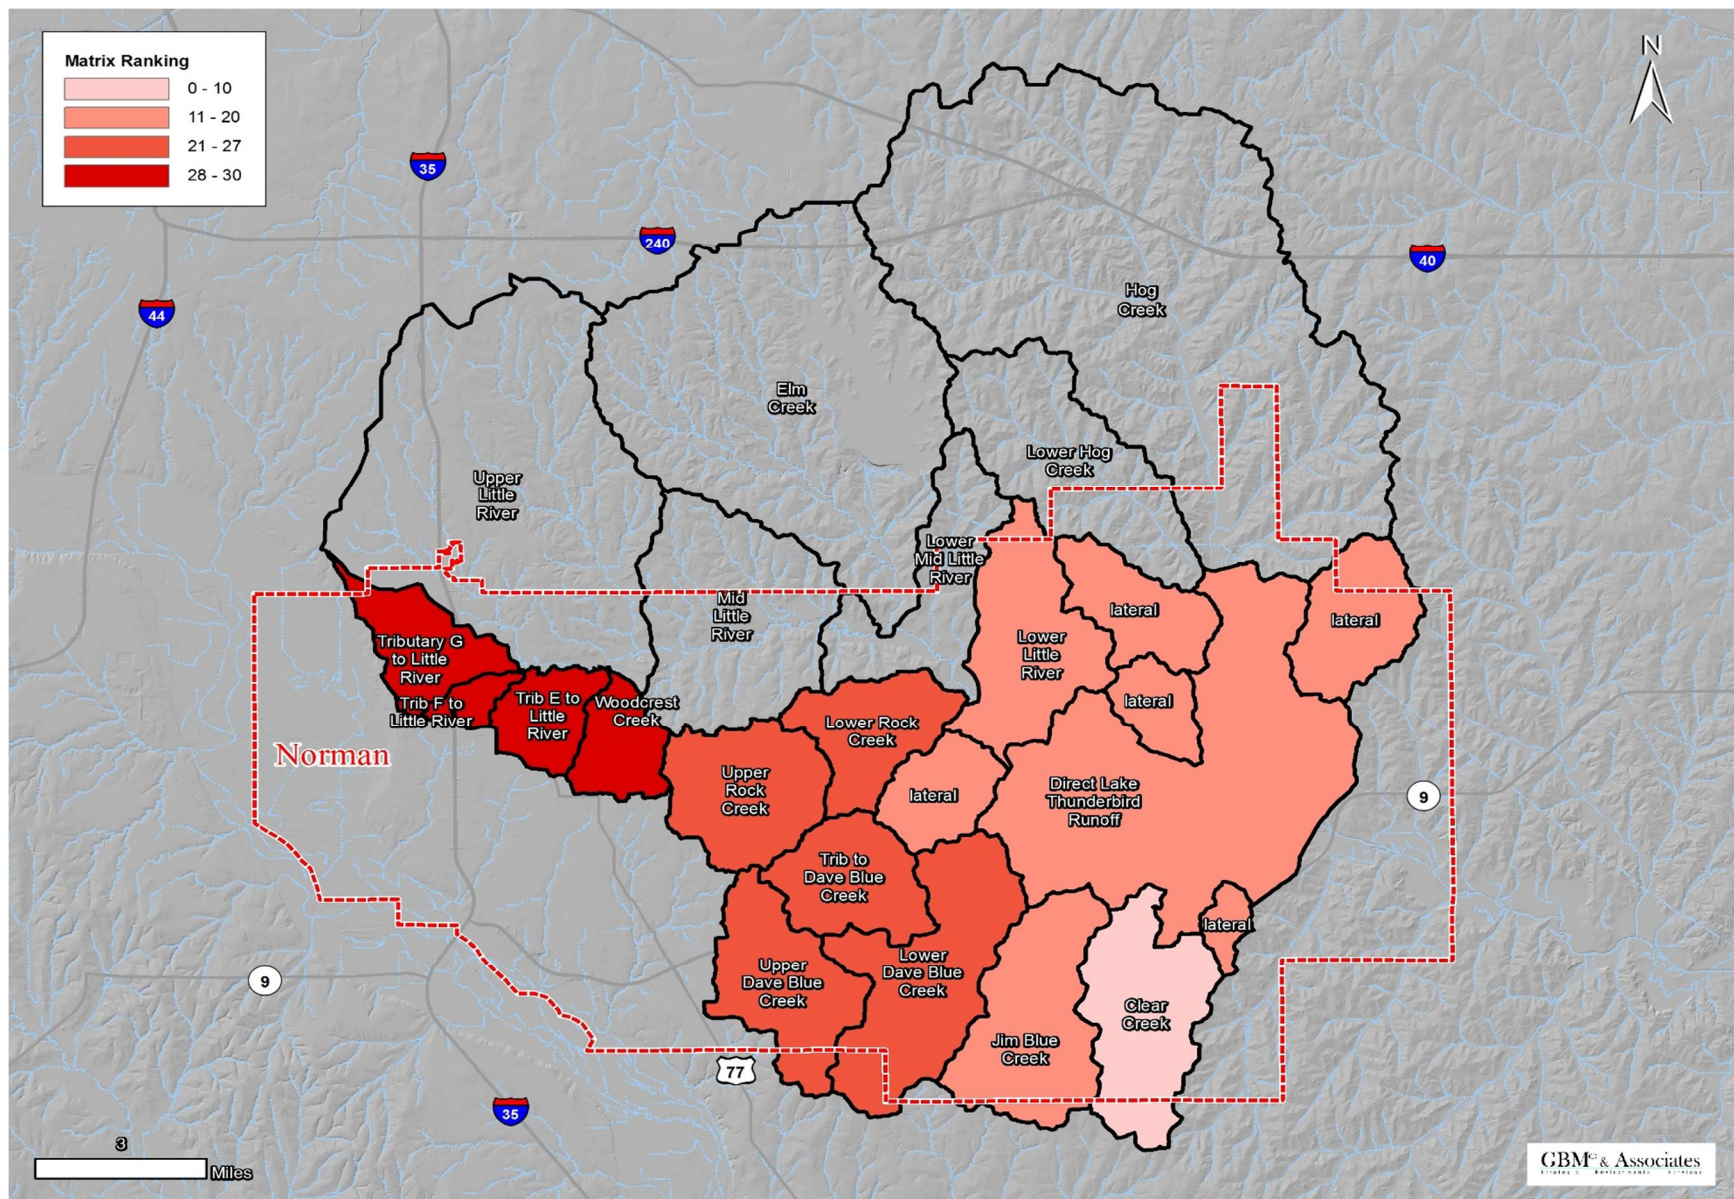 Matrix Ranking
0 - 10
11 - 20
21 - 27
28 - 30
N
35
240
40
44
Hog
Creek
Elm
Creek
Lower Hog
Creek
Upper
Little
River
Lower
Mid Little
River
Mid
Little
River
lateral
lateral
Lower
Little
River
Tributary G
to Little
River
Trib F to
Little River
Trib E to
Little
River
Woodcrest
Creek
lateral
Lower Rock
Creek
Norman
Upper
Rock
Creek
lateral
Direct Lake
Thunderbird
Runoff
9
Trib to
Dave Blue
Creek
lateral
Lower
Dave Blue
Creek
Upper
Dave Blue
Creek
9
Clear
Creek
Jim Blue
Creek
77
35
3
Miles
GBMc & Associates